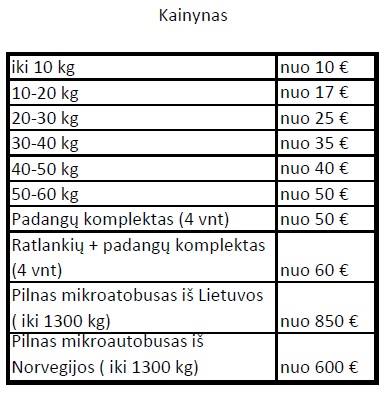 Kainynas
iki 10 kg nuo 10 €
10-20 kg nuo 17 €
20-30 kg nuo 25 €
30-40 kg nuo 35 €
40-50 kg nuo 40 €
50-60 kg nuo 50 €
Padangų komplektas (4 vnt) nuo 50 €
Ratlankių + padangų komplektas
(4 vnt) nuo 60 €
Pilnas mikroatobusas iš Lietuvos
( iki 1300 kg) nuo 850 €
Pilnas mikroautobusas iš
Norvegijos ( iki 1300 kg) nuo 600 €